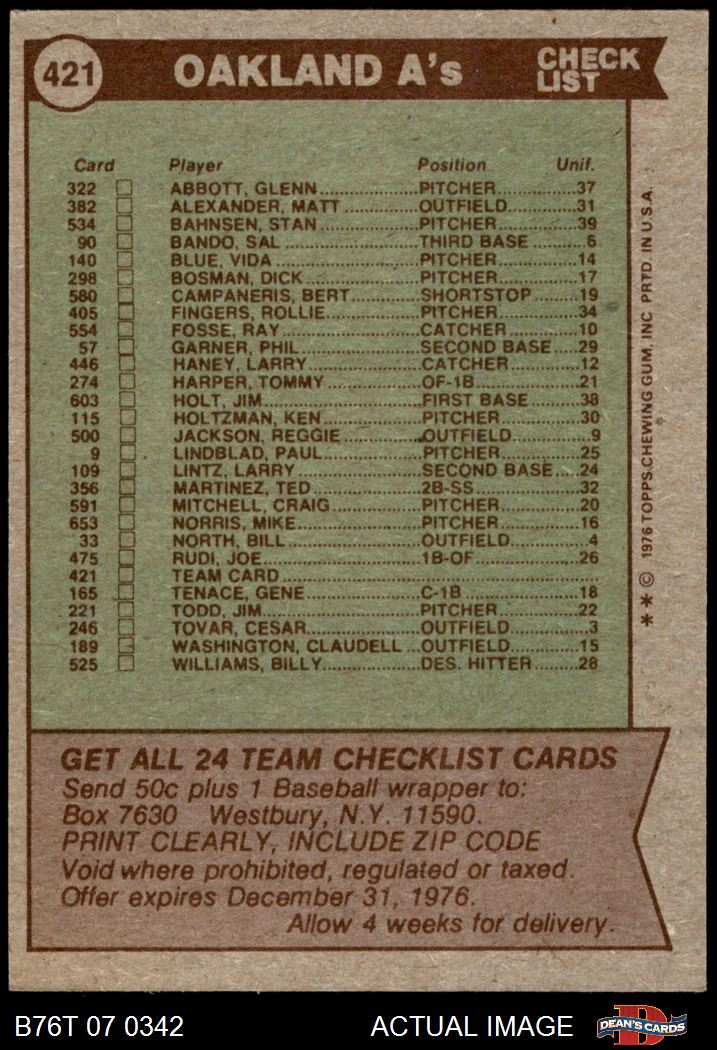 421 OAKLAND A's CHECK LIST
Card Player Position Unif.
322 ABBOTT, GLENN....................PITCHER................37
382 ALEXANDER, MATT ...............OUTFIELD..............31
534 BAHNSEN, STAN ..................PITCHER................39
90 BANDO, SAL ........................THIRD BASE ..........6
140 BLUE, VIDA ..........................PITCHER................14
298 BOSMAN, DICK ....................PITCHER................17
580 CAMPANERIS, BERT..............SHORTSTOP........19
405 FINGERS, ROLLIE.................PITCHER................34
554 FOSSE, RAY .........................CATCHER..............10
57 GARNER, PHIL......................SECOND BASE.....29
446 HANEY, LARRY.....................CATCHER..............12
274 HARPER, TOMMY .................OF-1B....................21
603 HOLT, JIM.............................FIRST BASE .........38
115 HOLTZMAN, KEN..................PITCHER................30
500 JACKSON, REGGIE ..............OUTFIELD................9
9 LINDBLAD, PAUL..................PITCHER................25
109 LINTZ, LARRY.......................SECOND BASE....24
356 MARTINEZ, TED.....................2B-SS....................32
591 MITCHELL, CRAIG.................PITCHER................20
653 NORRIS, MIKE......................PITCHER................16
33 NORTH, BILL ........................OUTFIELD................4
475 RUDI, JOE.............................1B-OF....................26
421 TEAM CARD ..............................................................
165 TENACE, GENE.....................C-1B......................18
221 TODD, JIM............................PITCHER................22
246 TOVAR, CESAR.....................OUTFIELD................3
189 WASHINGTON, CLAUDELL ...OUTFIELD..............15
525 WILLIAMS, BILLY...................DES. HITTER ........28
* * © 1976 TOPPS CHEWING GUM, INC. PRTD. IN U.S.A.
GET ALL 24 TEAM CHECKLIST CARDS
Send 50c plus 1 Baseball wrapper to:
Box 7630 Westbury, N.Y. 11590.
PRINT CLEARLY, INCLUDE ZIP CODE
Void where prohibited, regulated or taxed.
Offer expires December 31, 1976.
Allow 4 weeks for delivery.
B76T 07 0342 ACTUAL IMAGE D DEAN'S CARDS